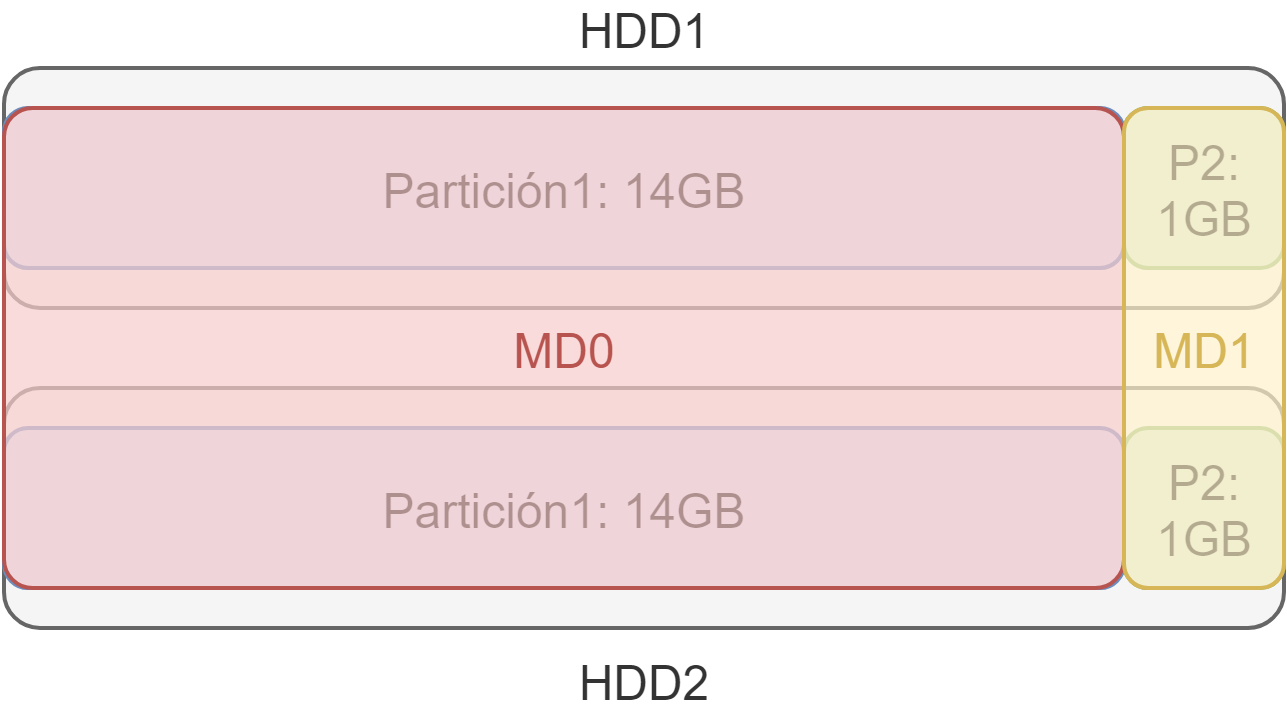 HDD1
Partición1: 14GB
P2:
1GB
MD0
MD1
Partición1: 14GB
P2:
1GB
HDD2